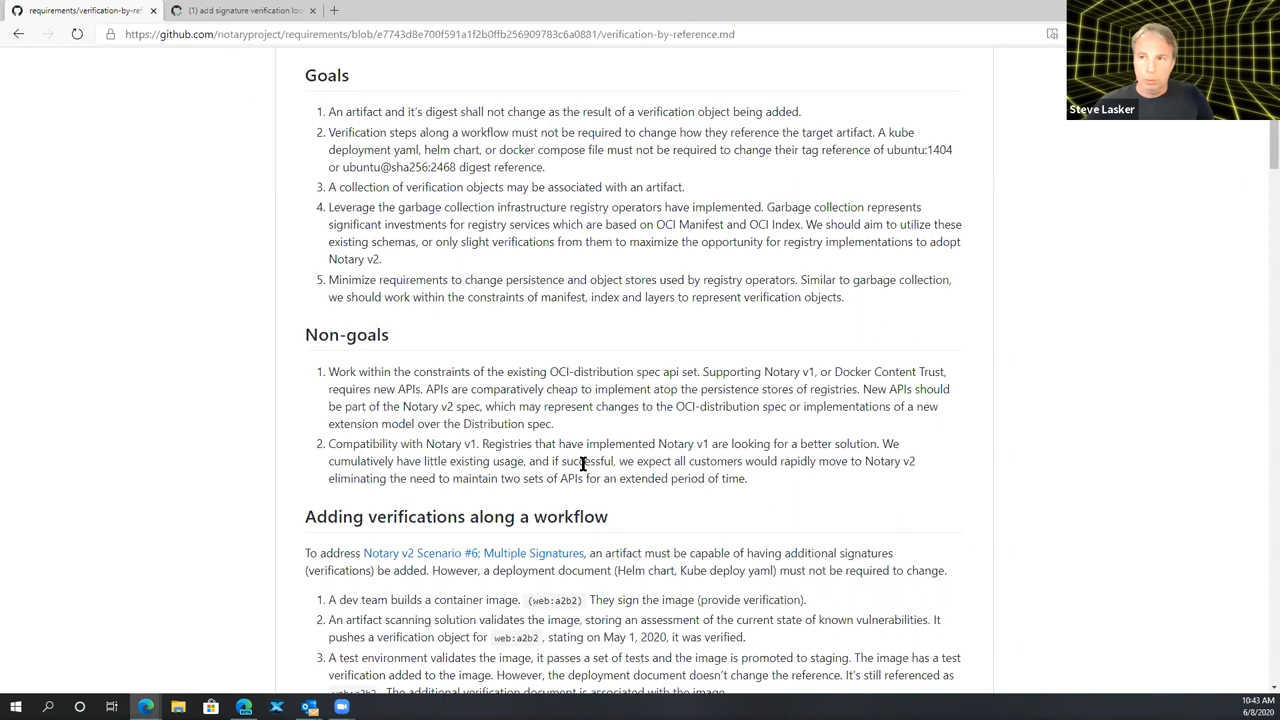 requirements/verification-by-ref
(1) add signature verification loc
https://github.com/notaryproject/requirements/blob/e7743d8e700f591a1f2b0ffb256909783c6a0881/verification-by-reference.md
Steve Lasker
Goals
1. An artifact and it's digest shall not change as the result of a verification object being added.
2. Verification steps along a workflow must not be required to change how they reference the target artifact. A kube
deployment yaml, helm chart, or docker compose file must not be required to change their tag reference of ubuntu:1404
or ubuntu@sha256:2468 digest reference.
3. A collection of verification objects may be associated with an artifact.
4. Leverage the garbage collection infrastructure registry operators have implemented. Garbage collection represents
significant investments for registry services which are based on OCI Manifest and OCI Index. We should aim to utilize these
existing schemas, or only slight verifications from them to maximize the opportunity for registry implementations to adopt
Notary v2.
5. Minimize requirements to change persistence and object stores used by registry operators. Similar to garbage collection,
we should work within the constraints of manifest, index and layers to represent verification objects.
Non-goals
1. Work within the constraints of the existing OCI-distribution spec api set. Supporting Notary v1, or Docker Content Trust,
requires new APIs. APIs are comparatively cheap to implement atop the persistence stores of registries. New APIs should
be part of the Notary v2 spec, which may represent changes to the OCI-distribution spec or implementations of a new
extension model over the Distribution spec.
2. Compatibility with Notary v1. Registries that have implemented Notary v1 are looking for a better solution. We
cumulatively have little existing usage, and if successful, we expect all customers would rapidly move to Notary v2
eliminating the need to maintain two sets of APIs for an extended period of time.
Adding verifications along a workflow
To address Notary v2 Scenario #6: Multiple Signatures, an artifact must be capable of having additional signatures
(verifications) be added. However, a deployment document (Helm chart, Kube deploy yaml) must not be required to change.
1. A dev team builds a container image. (web:a2b2) They sign the image (provide verification).
2. An artifact scanning solution validates the image, storing an assessment of the current state of known vulnerabilities. It
pushes a verification object for web:a2b2, stating on May 1, 2020, it was verified.
3. A test environment validates the image, it passes a set of tests and the image is promoted to staging. The image has a test
verification added to the image. However, the deployment document doesn't change the reference. It's still referenced as
web:a2b2. The additional verification document is associated with the image.
10:43 AM
6/8/2020